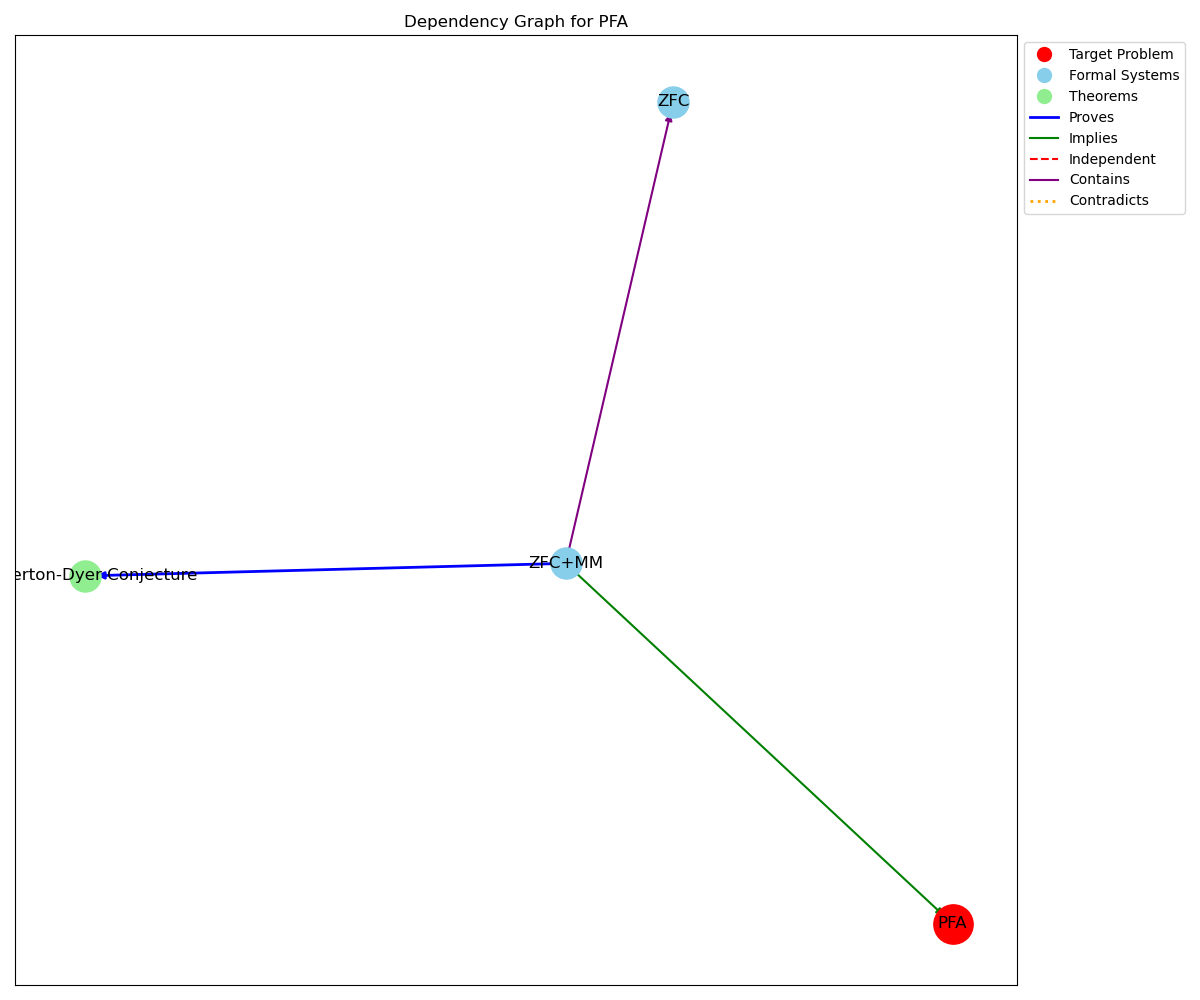 Dependency Graph for PFA
Target Problem
Formal Systems
Theorems
Proves
Implies
Independent
Contains
Contradicts
ZFC
ZFC+MM
erton-Dyer Conjecture
PFA